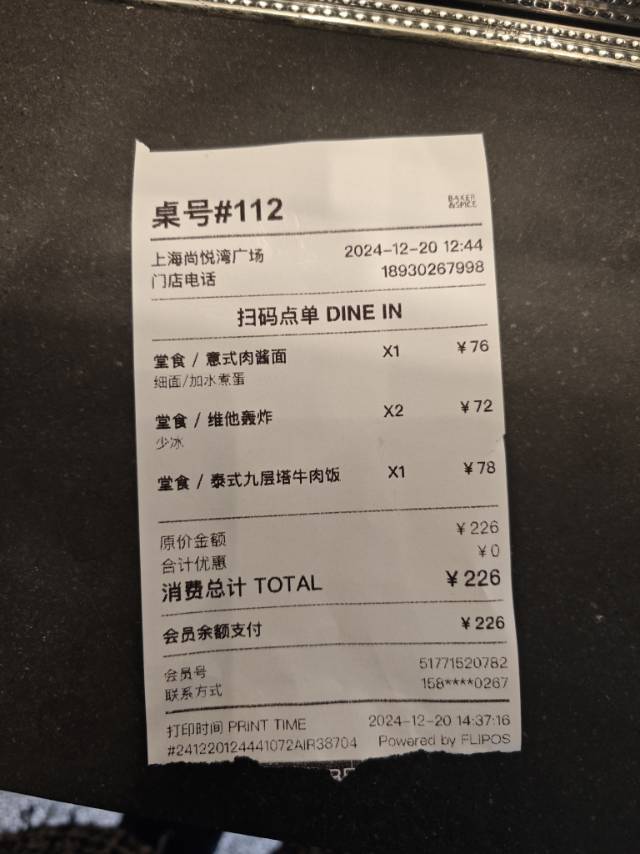 桌号#112
BAKER
&SPICE
上海尚悦湾广场 2024-12-20 12:44
门店电话 18930267998
扫码点单 DINE IN
堂食 / 意式肉酱面 X1 ¥76
细面/加水煮蛋
堂食 / 维他轰炸 X2 ¥72
少冰
堂食 / 泰式九层塔牛肉饭 X1 ¥78
原价金额 ¥226
合计优惠 ¥0
消费总计 TOTAL ¥226
会员余额支付 ¥226
会员号 51771520782
联系方式 158****0267
打印时间 PRINT TIME 2024-12-20 14:37:16
#241220124441072AIR38704 Powered by FLIPOS